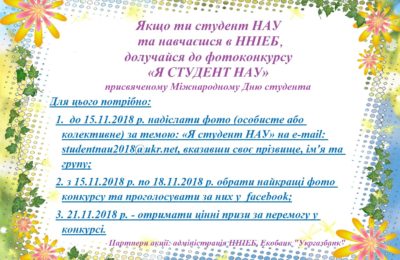 Якщо ти студент НАУ
та навчаєшся в ННІЕБ,
долучайся до фотоконкурсу
«Я СТУДЕНТ НАУ»
присвяченому Міжнародному Дню студента
Для цього потрібно:
1. до 15.11.2018 р. надіслати фото (особисте або
колективне) за темою: «Я студент НАУ» на e-mail:
studentnau2018@ukr.net, вказавши своє прізвище, ім'я та
групу;
2. з 15.11.2018 р. по 18.11.2018 р. обрати найкращі фото
конкурсу та проголосувати за них у facebook;
3. 21.11.2018 р. - отримати цінні призи за перемогу у
конкурсі.
Партнери акції: адміністрація ННІЕБ, Екобанк "Укргазбанк"